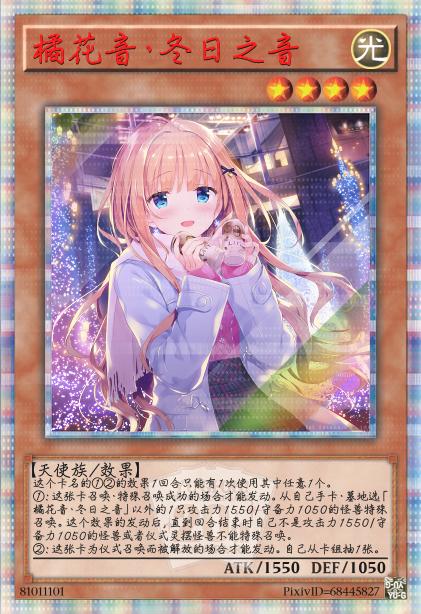 橘花音·冬日之音
光
【天使族/效果】
这个卡名的①②的效果1回合只能有1次使用其中任意1个。
①:这张卡召唤·特殊召唤成功的场合才能发动。从自己手卡·墓地选「
橘花音·冬日之音」以外的1只攻击力1550/守备力1050的怪兽特殊
召唤。这个效果的发动后,直到回合结束时自己不是攻击力1550/守
备力1050的怪兽或者仪式灵摆怪兽不能特殊召唤。
②:这张卡为仪式召唤而被解放的场合才能发动。自己从卡组抽1张。
ATK/1550 DEF/1050
81011101
PixivID=68445827